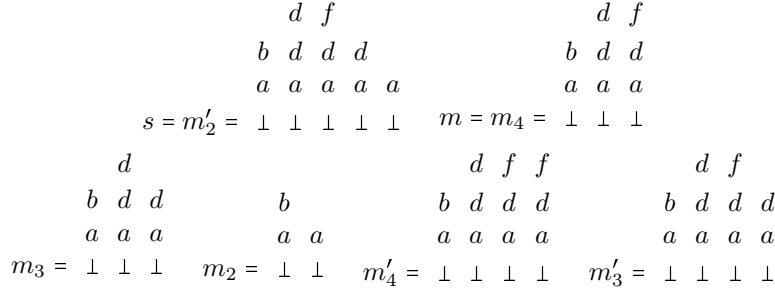 d f d f
b d d d b d d
a a a a a a a a
s = m′₂ = ⊥ ⊥ ⊥ ⊥ ⊥ m = m₄ = ⊥ ⊥ ⊥
d d f f d f
b d d b b d d d b d d d
a a a a a a a a a a a a a
m₃ = ⊥ ⊥ ⊥ m₂ = ⊥ ⊥ m′₄ = ⊥ ⊥ ⊥ ⊥ m′₃ = ⊥ ⊥ ⊥ ⊥